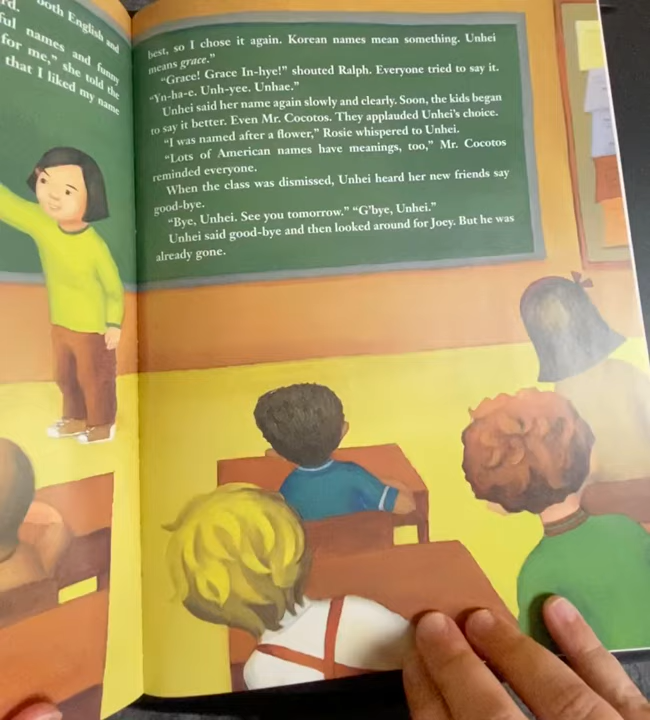 rd.
both English and
ful names and funny
for me," she told the
that I liked my name
best, so I chose it again. Korean names mean something. Unhei
means grace."
"Grace! Grace In-hye!" shouted Ralph. Everyone tried to say it.
"Yn-ha-e. Unh-yee. Unhae."
Unhei said her name again slowly and clearly. Soon, the kids began
to say it better. Even Mr. Cocotos. They applauded Unhei's choice.
"I was named after a flower," Rosie whispered to Unhei.
"Lots of American names have meanings, too," Mr. Cocotos
reminded everyone.
When the class was dismissed, Unhei heard her new friends say
good-bye.
"Bye, Unhei. See you tomorrow." "G'bye, Unhei."
Unhei said good-bye and then looked around for Joey. But he was
already gone.